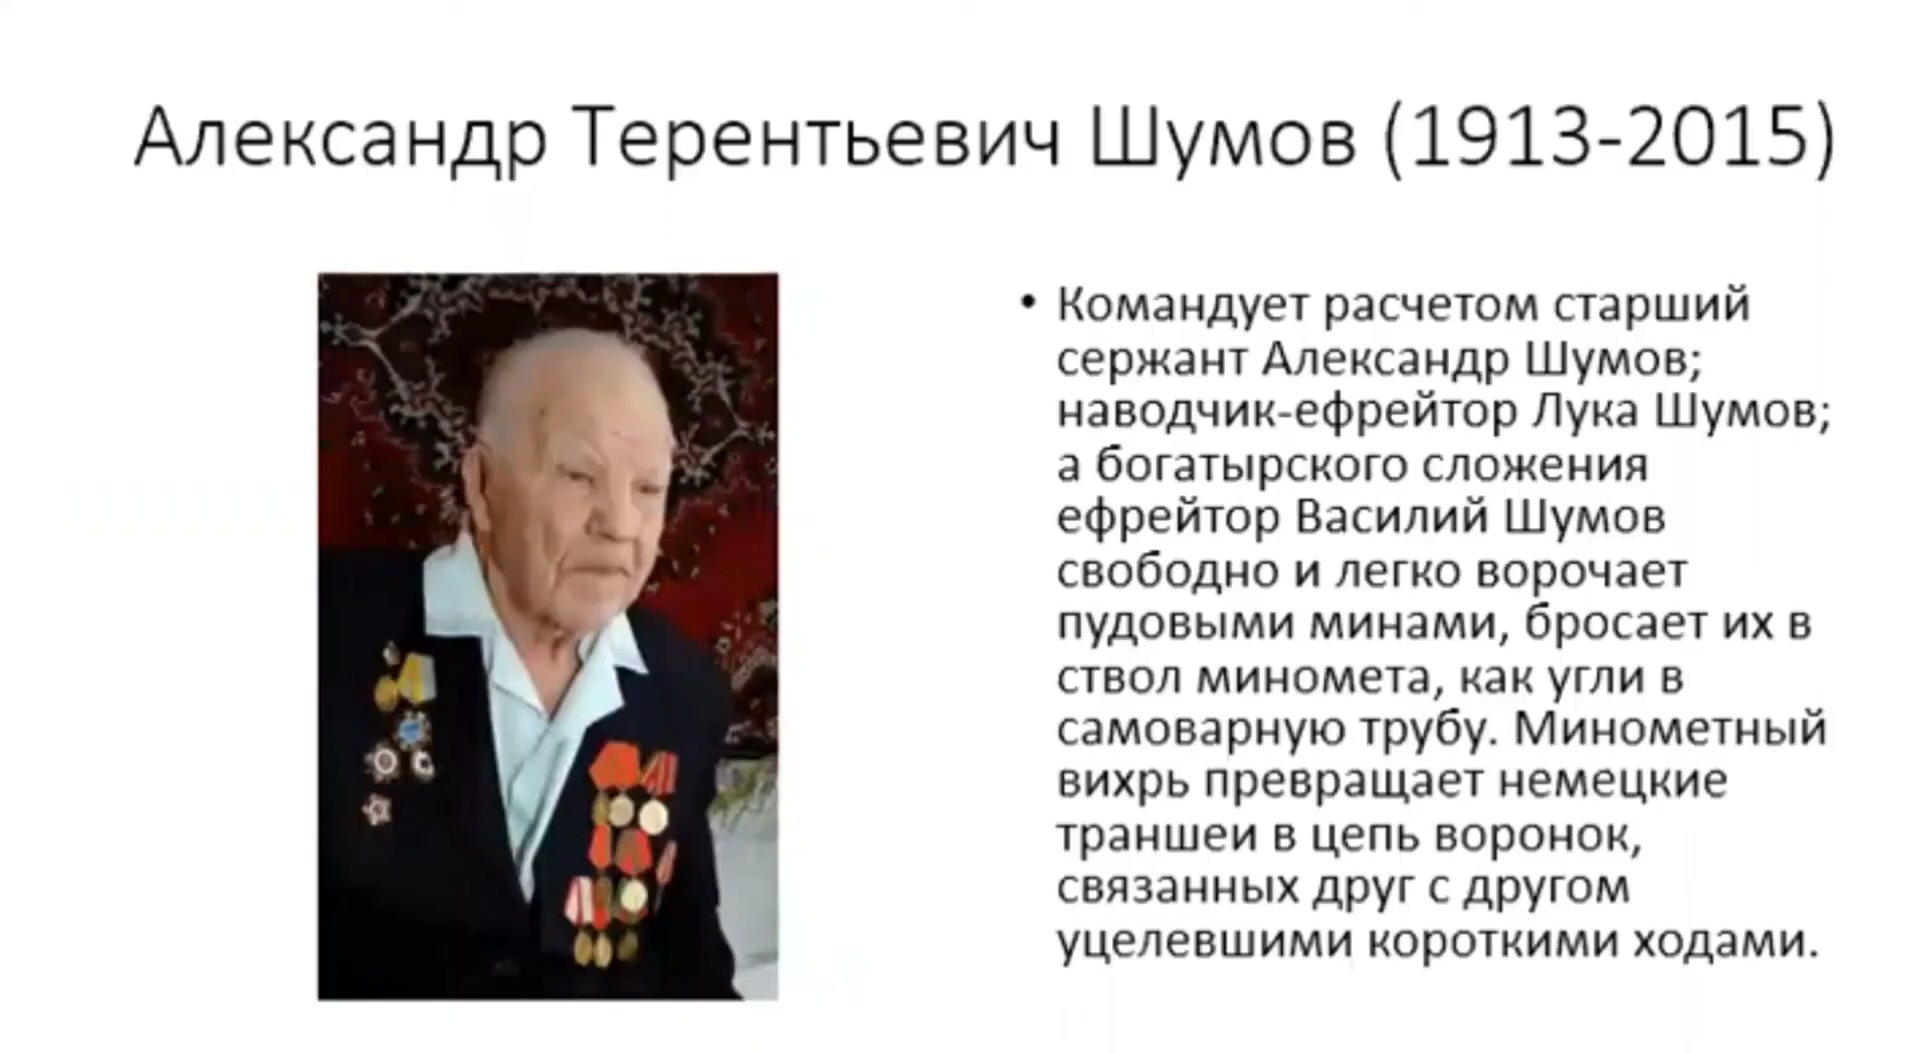 Александр Терентьевич Шумов (1913-2015)
• Командует расчетом старший
сержант Александр Шумов;
наводчик-ефрейтор Лука Шумов;
а богатырского сложения
ефрейтор Василий Шумов
свободно и легко ворочает
пудовыми минами, бросает их в
ствол миномета, как угли в
самоварную трубу. Минометный
вихрь превращает немецкие
траншеи в цепь воронок,
связанных друг с другом
уцелевшими короткими ходами.